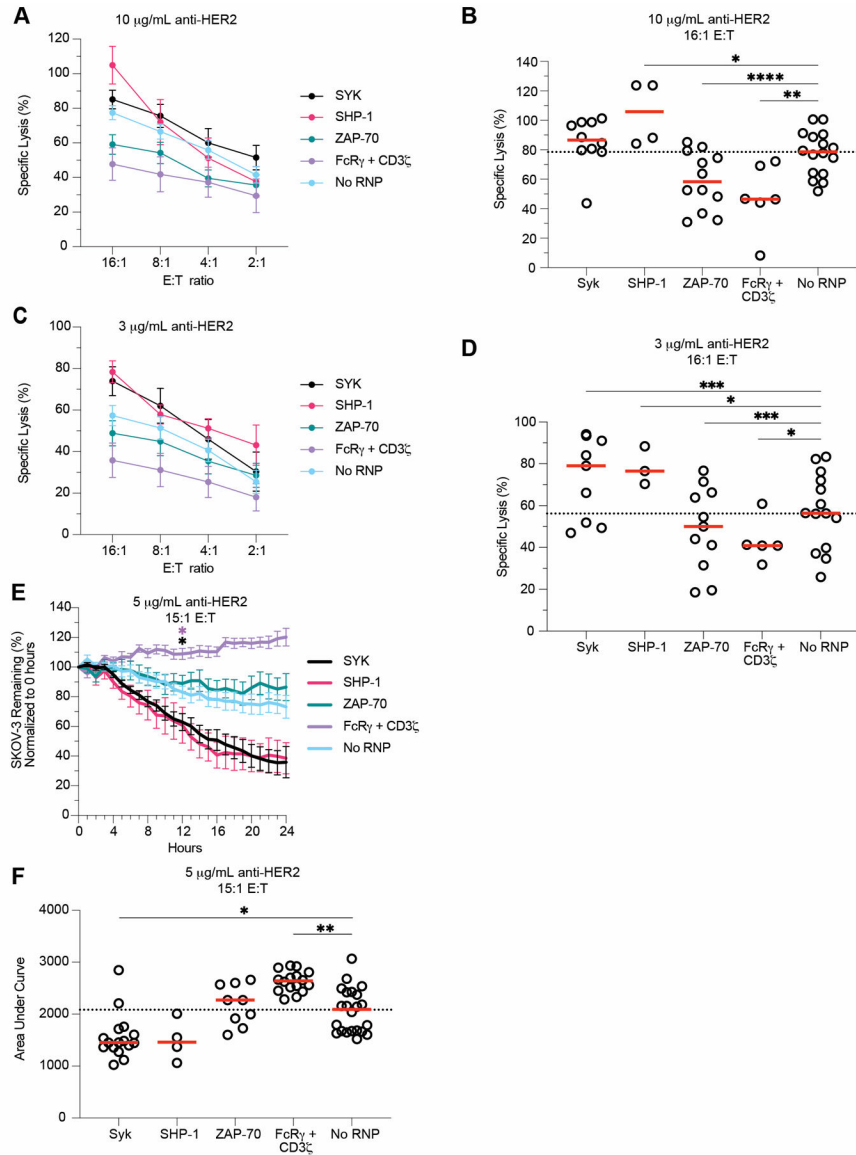 A
10 μg/mL anti-HER2
Specific Lysis (%)
120
100
80
60
40
20
0
16:1
8:1
4:1
2:1
E:T ratio
SYK
SHP-1
ZAP-70
FcRγ + CD3ζ
No RNP
B
10 μg/mL anti-HER2
16:1 E:T
*
****
**
Specific Lysis (%)
140
120
100
80
60
40
20
0
Syk
SHP-1
ZAP-70
FcRγ +
CD3ζ
No RNP
C
3 μg/mL anti-HER2
Specific Lysis (%)
100
80
60
40
20
0
16:1
8:1
4:1
2:1
E:T ratio
SYK
SHP-1
ZAP-70
FcRγ + CD3ζ
No RNP
D
3 μg/mL anti-HER2
16:1 E:T
***
*
***
*
Specific Lysis (%)
100
80
60
40
20
0
Syk
SHP-1
ZAP-70
FcRγ +
CD3ζ
No RNP
E
5 μg/mL anti-HER2
15:1 E:T
*
*
SKOV-3 Remaining (%)
Normalized to 0 hours
140
120
100
80
60
40
20
0
0
4
8
12
16
20
24
Hours
SYK
SHP-1
ZAP-70
FcRγ + CD3ζ
No RNP
F
5 μg/mL anti-HER2
15:1 E:T
*
**
Area Under Curve
4000
3000
2000
1000
0
Syk
SHP-1
ZAP-70
FcRγ +
CD3ζ
No RNP